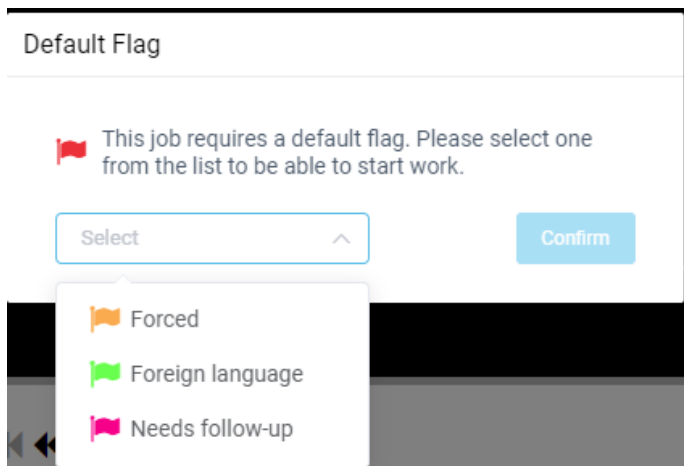 Default Flag
This job requires a default flag. Please select one
from the list to be able to start work.
Select
Confirm
Forced
Foreign language
Needs follow-up